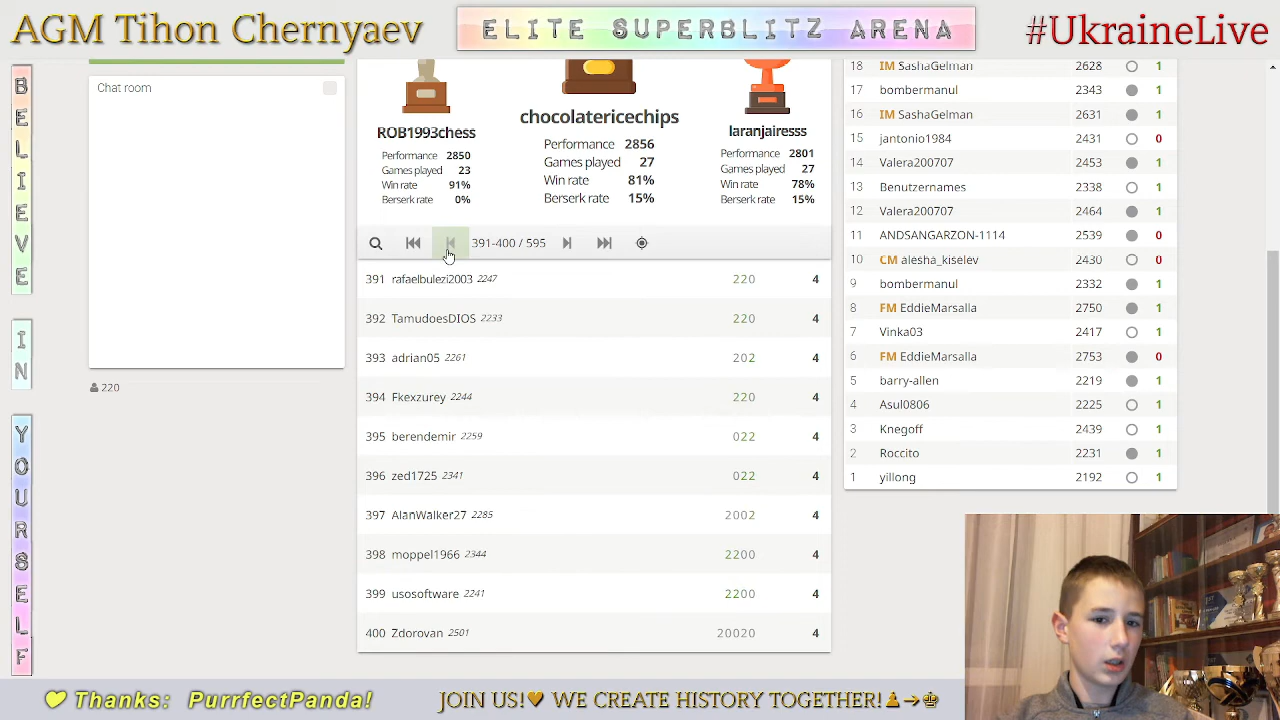 AGM Tihon Chernyaev
ELITE SUPERBLITZ ARENA
#UkraineLive
BELIEVE
IN
YOURSELF
Chat room
220
ROB1993chess
Performance 2850
Games played 23
Win rate 91%
Berserk rate 0%
chocolatericechips
Performance 2856
Games played 27
Win rate 81%
Berserk rate 15%
laranjairesss
Performance 2801
Games played 27
Win rate 78%
Berserk rate 15%
391-400 / 595
391 rafaelbulezi2003 2247 220 4
392 TamudoesDIOS 2233 220 4
393 adrian05 2261 202 4
394 Fkexzurey 2244 220 4
395 berendemir 2259 022 4
396 zed1725 2341 022 4
397 AlanWalker27 2285 2002 4
398 moppel1966 2344 2200 4
399 usosoftware 2241 2200 4
400 Zdorovan 2501 20020 4
18 IM SashaGelman 2628 1
17 bombermanul 2343 1
16 IM SashaGelman 2631 1
15 jantonio1984 2431 0
14 Valera200707 2453 1
13 Benutzernames 2338 1
12 Valera200707 2464 1
11 ANDSANGARZON-1114 2539 0
10 CM alesha_kiselev 2430 0
9 bombermanul 2332 1
8 FM EddieMarsalla 2750 1
7 Vinka03 2417 1
6 FM EddieMarsalla 2753 0
5 barry-allen 2219 1
4 Asul0806 2225 1
3 Knegoff 2439 1
2 Roccito 2231 1
1 yillong 2192 1
Thanks: PurrfectPanda!
JOIN US! WE CREATE HISTORY TOGETHER!